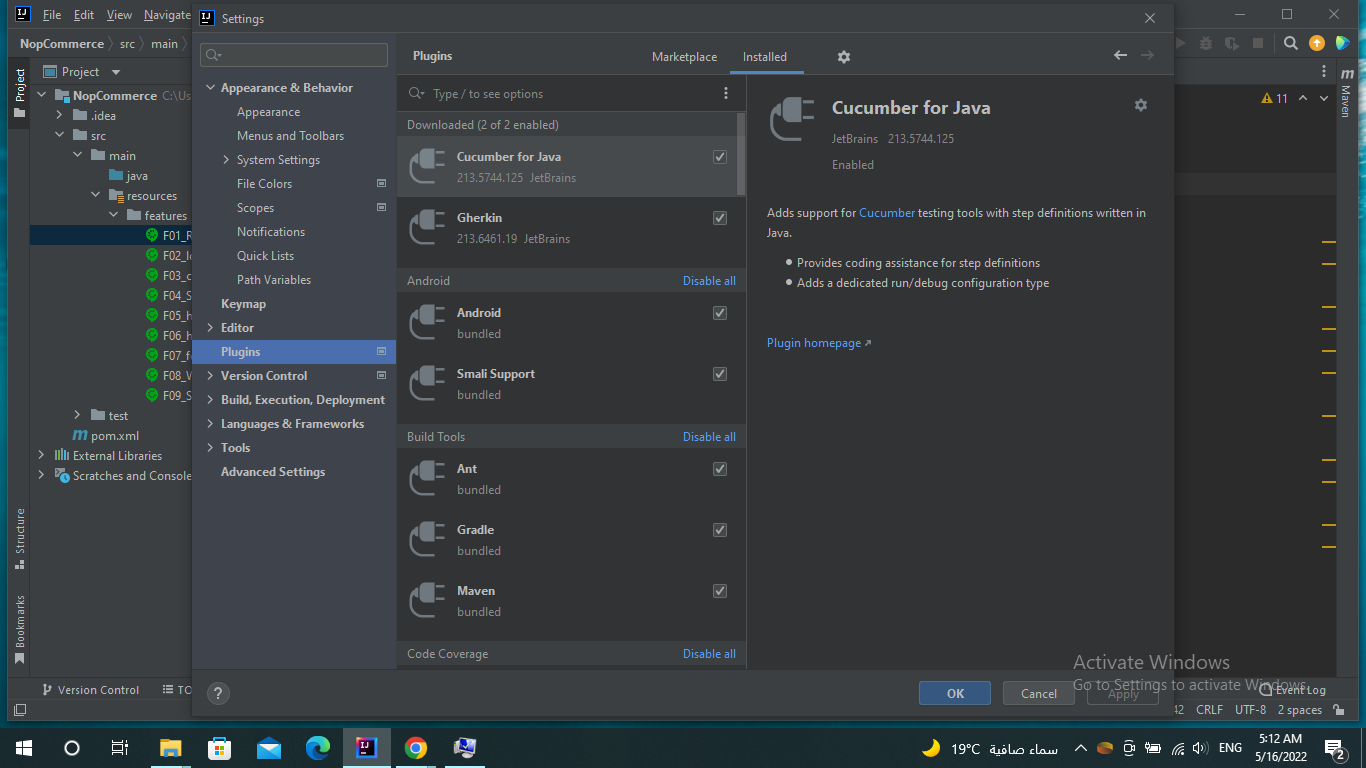 File Edit View Navigate
Settings
NopCommerce src main
Project
NopCommerce C:\Us
.idea
src
main
java
resources
features
F01_R
F02_lo
F03_c
F04_S
F05_h
F06_h
F07_f
F08_W
F09_S
test
pom.xml
External Libraries
Scratches and Console
Project
Structure
Bookmarks
Version Control
TO
Appearance & Behavior
Appearance
Menus and Toolbars
System Settings
File Colors
Scopes
Notifications
Quick Lists
Path Variables
Keymap
Editor
Plugins
Version Control
Build, Execution, Deployment
Languages & Frameworks
Tools
Advanced Settings
Plugins
Marketplace
Installed
Type / to see options
Downloaded (2 of 2 enabled)
Cucumber for Java
213.5744.125 JetBrains
Gherkin
213.6461.19 JetBrains
Android Disable all
Android
bundled
Smali Support
bundled
Build Tools Disable all
Ant
bundled
Gradle
bundled
Maven
bundled
Code Coverage Disable all
Cucumber for Java
JetBrains 213.5744.125
Enabled
Adds support for Cucumber testing tools with step definitions written in
Java.
Provides coding assistance for step definitions
Adds a dedicated run/debug configuration type
Plugin homepage
?
OK
Cancel
Apply
11
m
Maven
Activate Windows
Go to Settings to activate Windows.
Event Log
42 CRLF UTF-8 2 spaces
19°C سماء صافية
ENG
5:12 AM
5/16/2022
2